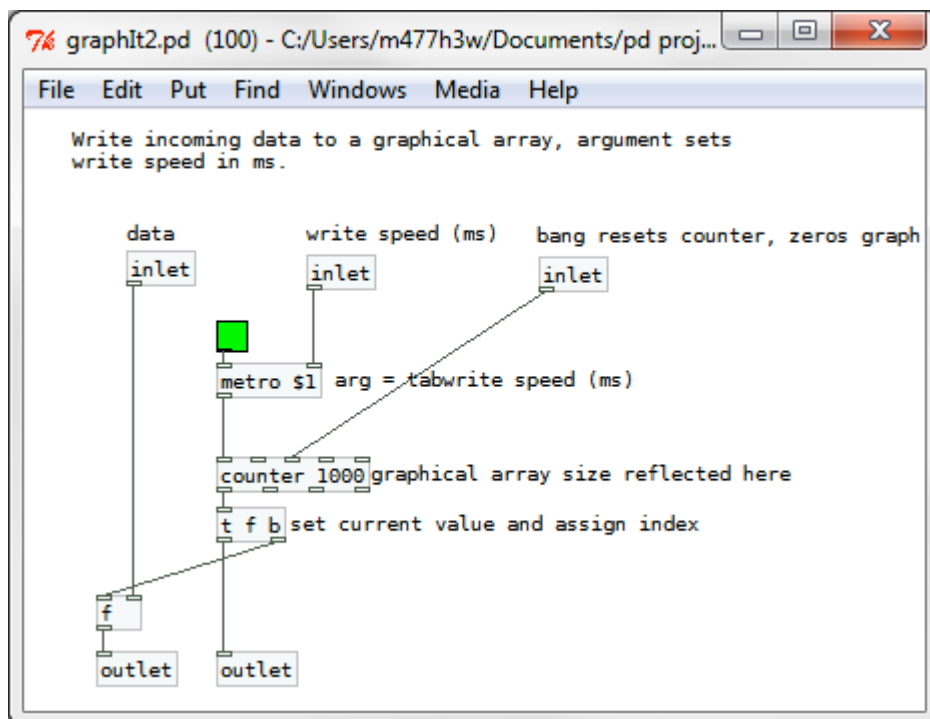 graphIt2.pd (100) - C:/Users/m477h3w/Documents/pd proj...
File Edit Put Find Windows Media Help
Write incoming data to a graphical array, argument sets
write speed in ms.
data
write speed (ms)
bang resets counter, zeros graph
inlet
inlet
inlet
metro $1
arg = tabwrite speed (ms)
counter 1000
graphical array size reflected here
t f b
set current value and assign index
f
outlet
outlet